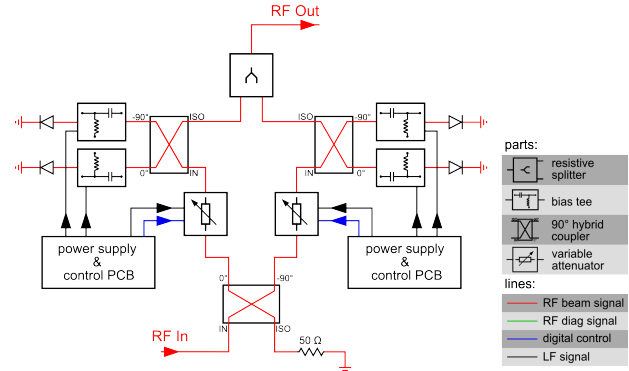 RF Out
-90°
ISO
ISO
-90°
0°
IN
IN
0°
power supply
&
control PCB
power supply
&
control PCB
0°
-90°
IN
ISO
RF In
50 Ω
parts:
resistive
splitter
bias tee
90° hybrid
coupler
variable
attenuator
lines:
RF beam signal
RF diag signal
digital control
LF signal